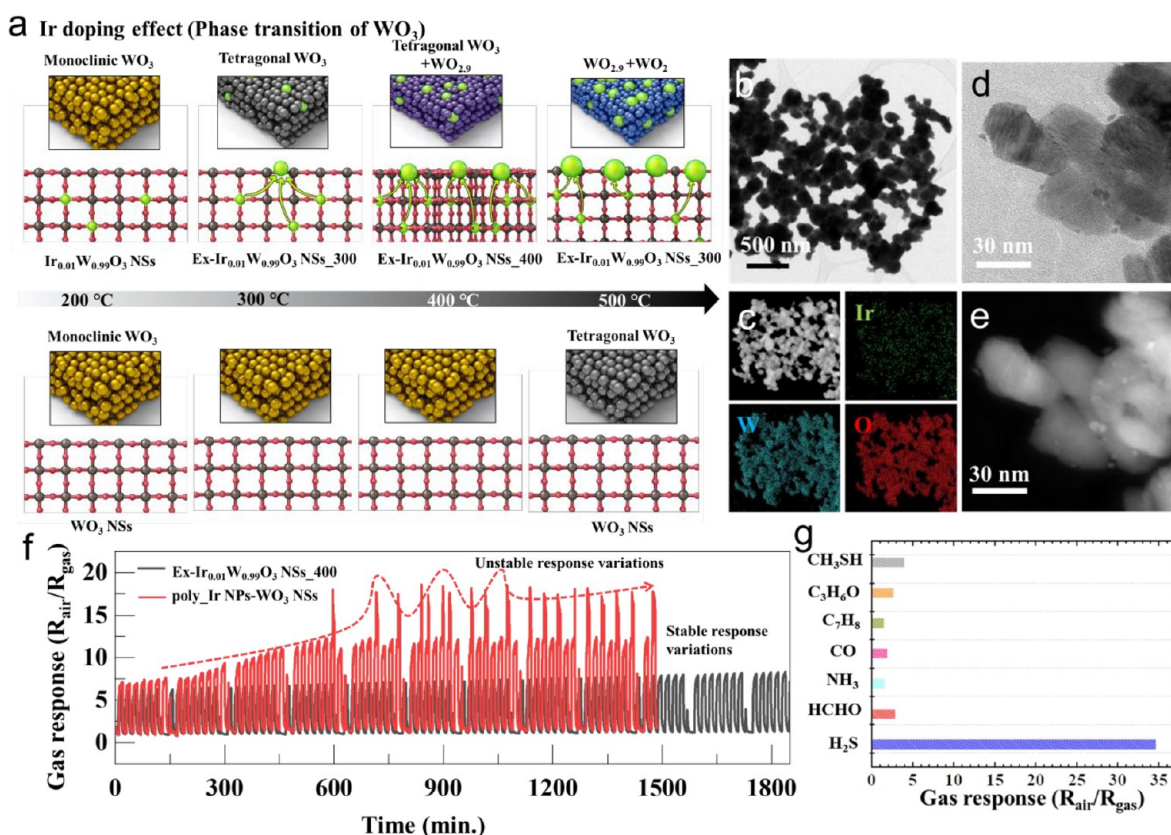 a Ir doping effect (Phase transition of WO₃)
Monoclinic WO₃
Tetragonal WO₃
Tetragonal WO₃
+WO₂.₉
WO₂.₉ +WO₂
Ir₀.₀₁W₀.₉₉O₃ NSs
Ex-Ir₀.₀₁W₀.₉₉O₃ NSs_300
Ex-Ir₀.₀₁W₀.₉₉O₃ NSs_400
Ex-Ir₀.₀₁W₀.₉₉O₃ NSs_300
200 °C
300 °C
400 °C
500 °C
Monoclinic WO₃
Tetragonal WO₃
WO₃ NSs
WO₃ NSs
b
500 nm
d
30 nm
c
Ir
W
O
e
30 nm
f
Gas response (Rair/Rgas)
20
15
10
5
0
Ex-Ir₀.₀₁W₀.₉₉O₃ NSs_400
poly_Ir NPs-WO₃ NSs
Unstable response variations
Stable response
variations
0 300 600 900 1200 1500 1800
Time (min.)
g
CH₃SH
C₃H₆O
C₇H₈
CO
NH₃
HCHO
H₂S
0 5 10 15 20 25 30 35
Gas response (Rair/Rgas)